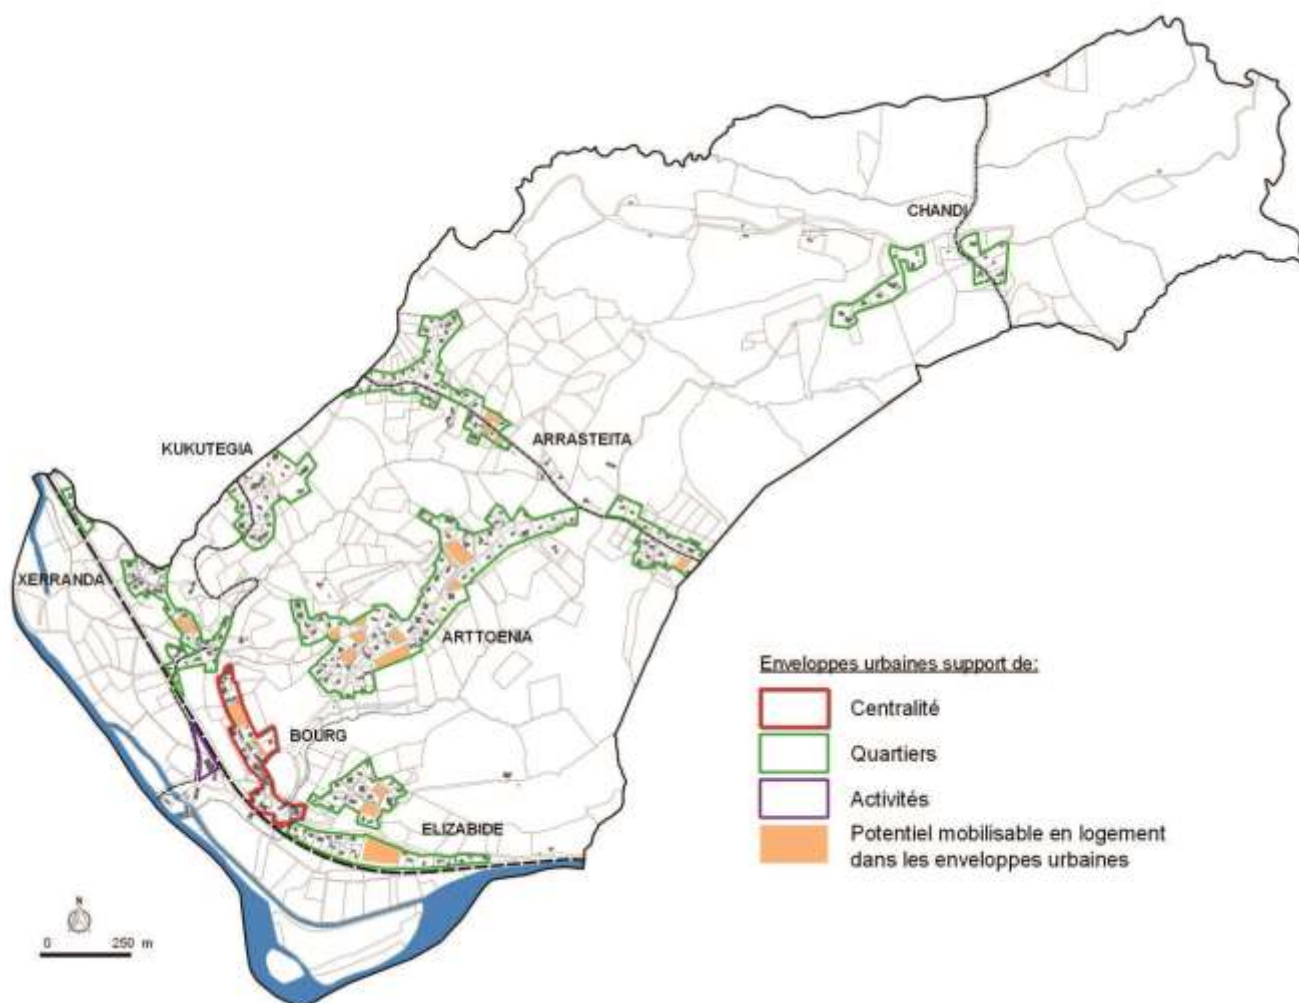 CHANDI
KUKUTEGIA
ARRASTEITA
XERRANDA
ARTTOENIA
BOURG
ELIZABIDE
Enveloppes urbaines support de:
Centralité
Quartiers
Activités
Potentiel mobilisable en logement
dans les enveloppes urbaines
N
0 250 m